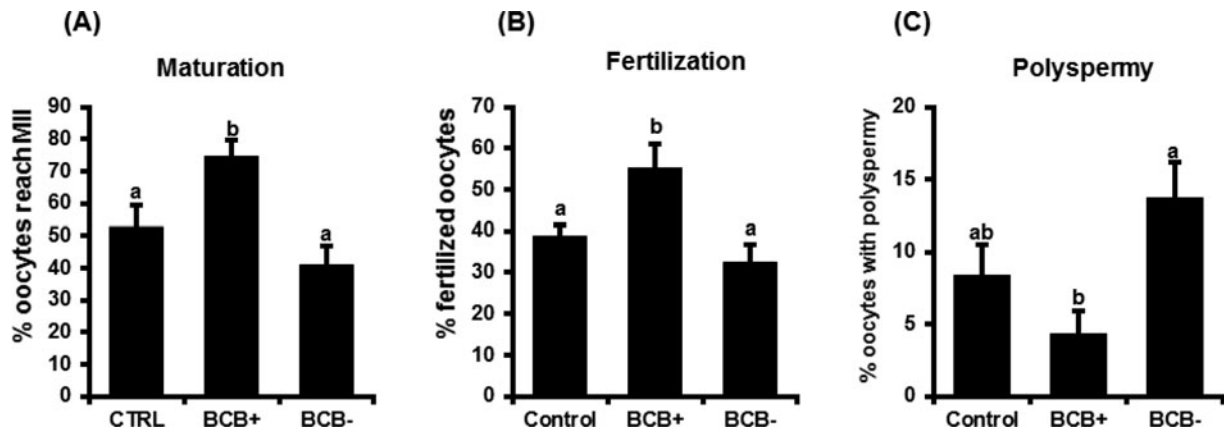 (A)
Maturation
% oocytes reach MII
90
80
70
60
50
40
30
20
10
0
a
b
a
CTRL BCB+ BCB-
(B)
Fertilization
% fertilized oocytes
70
60
50
40
30
20
10
0
a
b
a
Control BCB+ BCB-
(C)
Polyspermy
% oocytes with polyspermy
20
15
10
5
0
ab
b
a
Control BCB+ BCB-